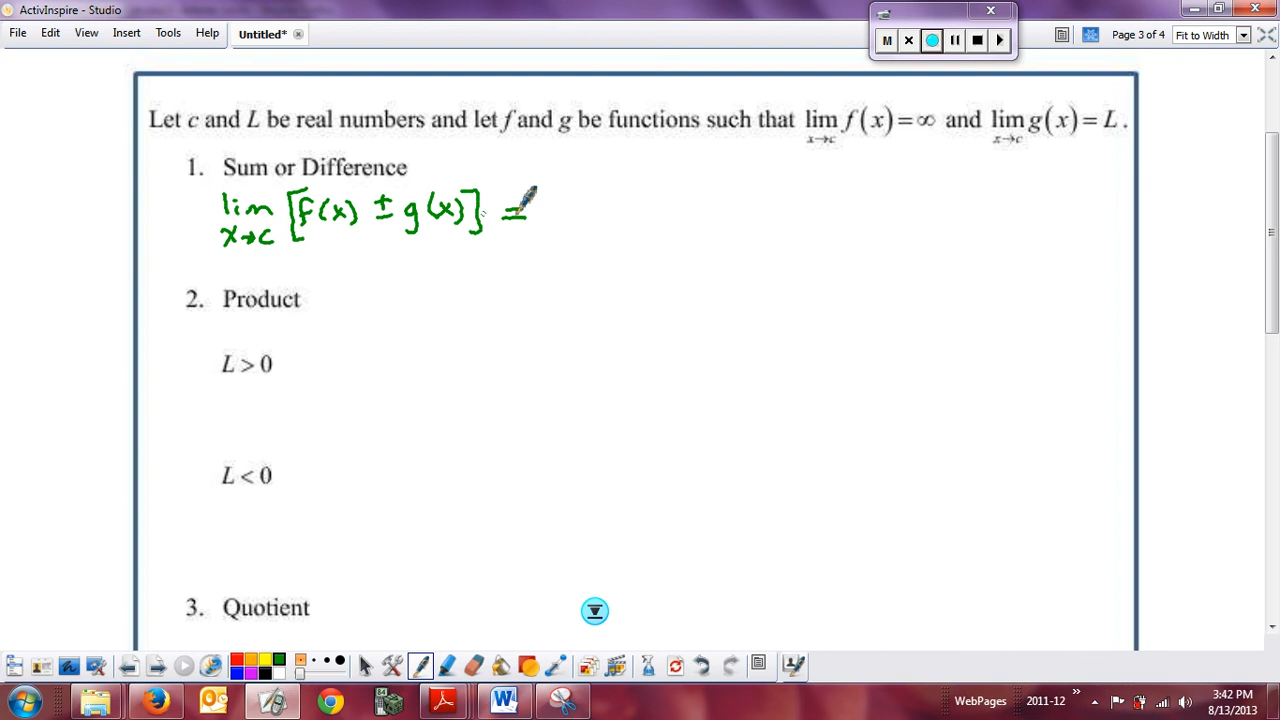 ActivInspire - Studio
File Edit View Insert Tools Help Untitled*
M
Page 3 of 4 Fit to Width
Let c and L be real numbers and let f and g be functions such that lim x→c f(x)=∞ and lim x→c g(x)=L.
1. Sum or Difference
lim x→c [f(x) ± g(x)] =
2. Product
L > 0
L < 0
3. Quotient
WebPages 2011-12 »
3:42 PM
8/13/2013